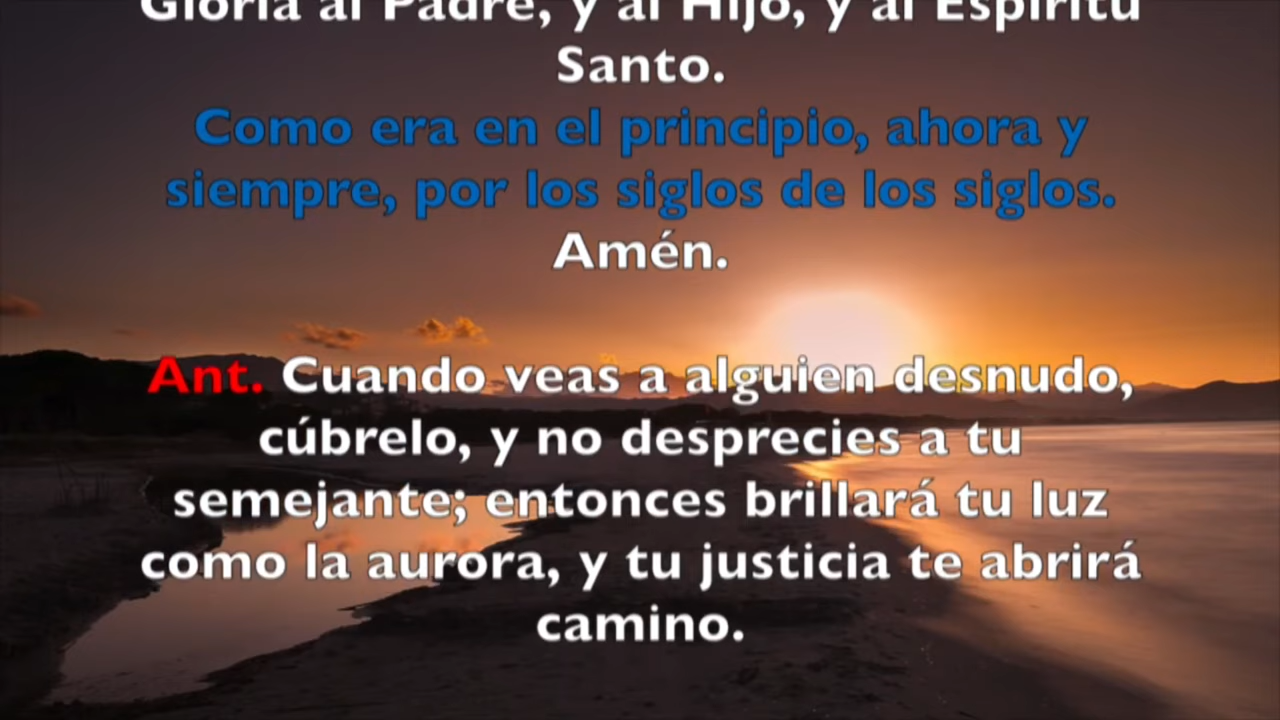 Gloria al Padre, y al Hijo, y al Espíritu
Santo.
Como era en el principio, ahora y
siempre, por los siglos de los siglos.
Amén.
Ant. Cuando veas a alguien desnudo,
cúbrelo, y no desprecies a tu
semejante; entonces brillará tu luz
como la aurora, y tu justicia te abrirá
camino.